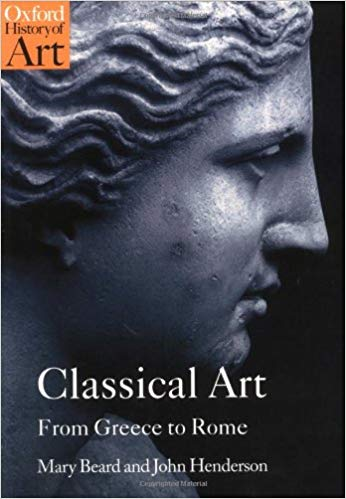 Oxford
History of
Art
Classical Art
From Greece to Rome
Mary Beard and John Henderson